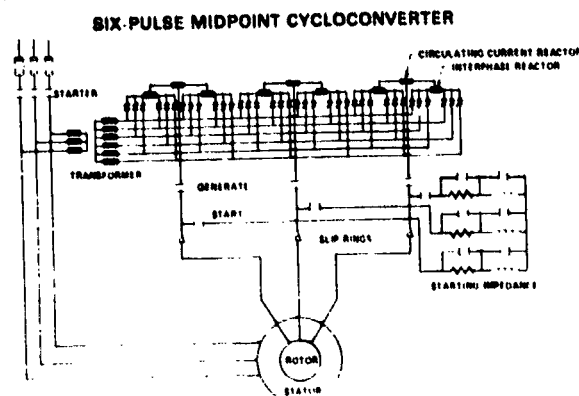 SIX-PULSE MIDPOINT CYCLOCONVERTER
CIRCULATING CURRENT REACTOR
INTERPHASE REACTOR
STARTER
TRANSFORMER
GENERATE
START
SLIP RINGS
STARTING IMPEDANCE
ROTOR
STATOR